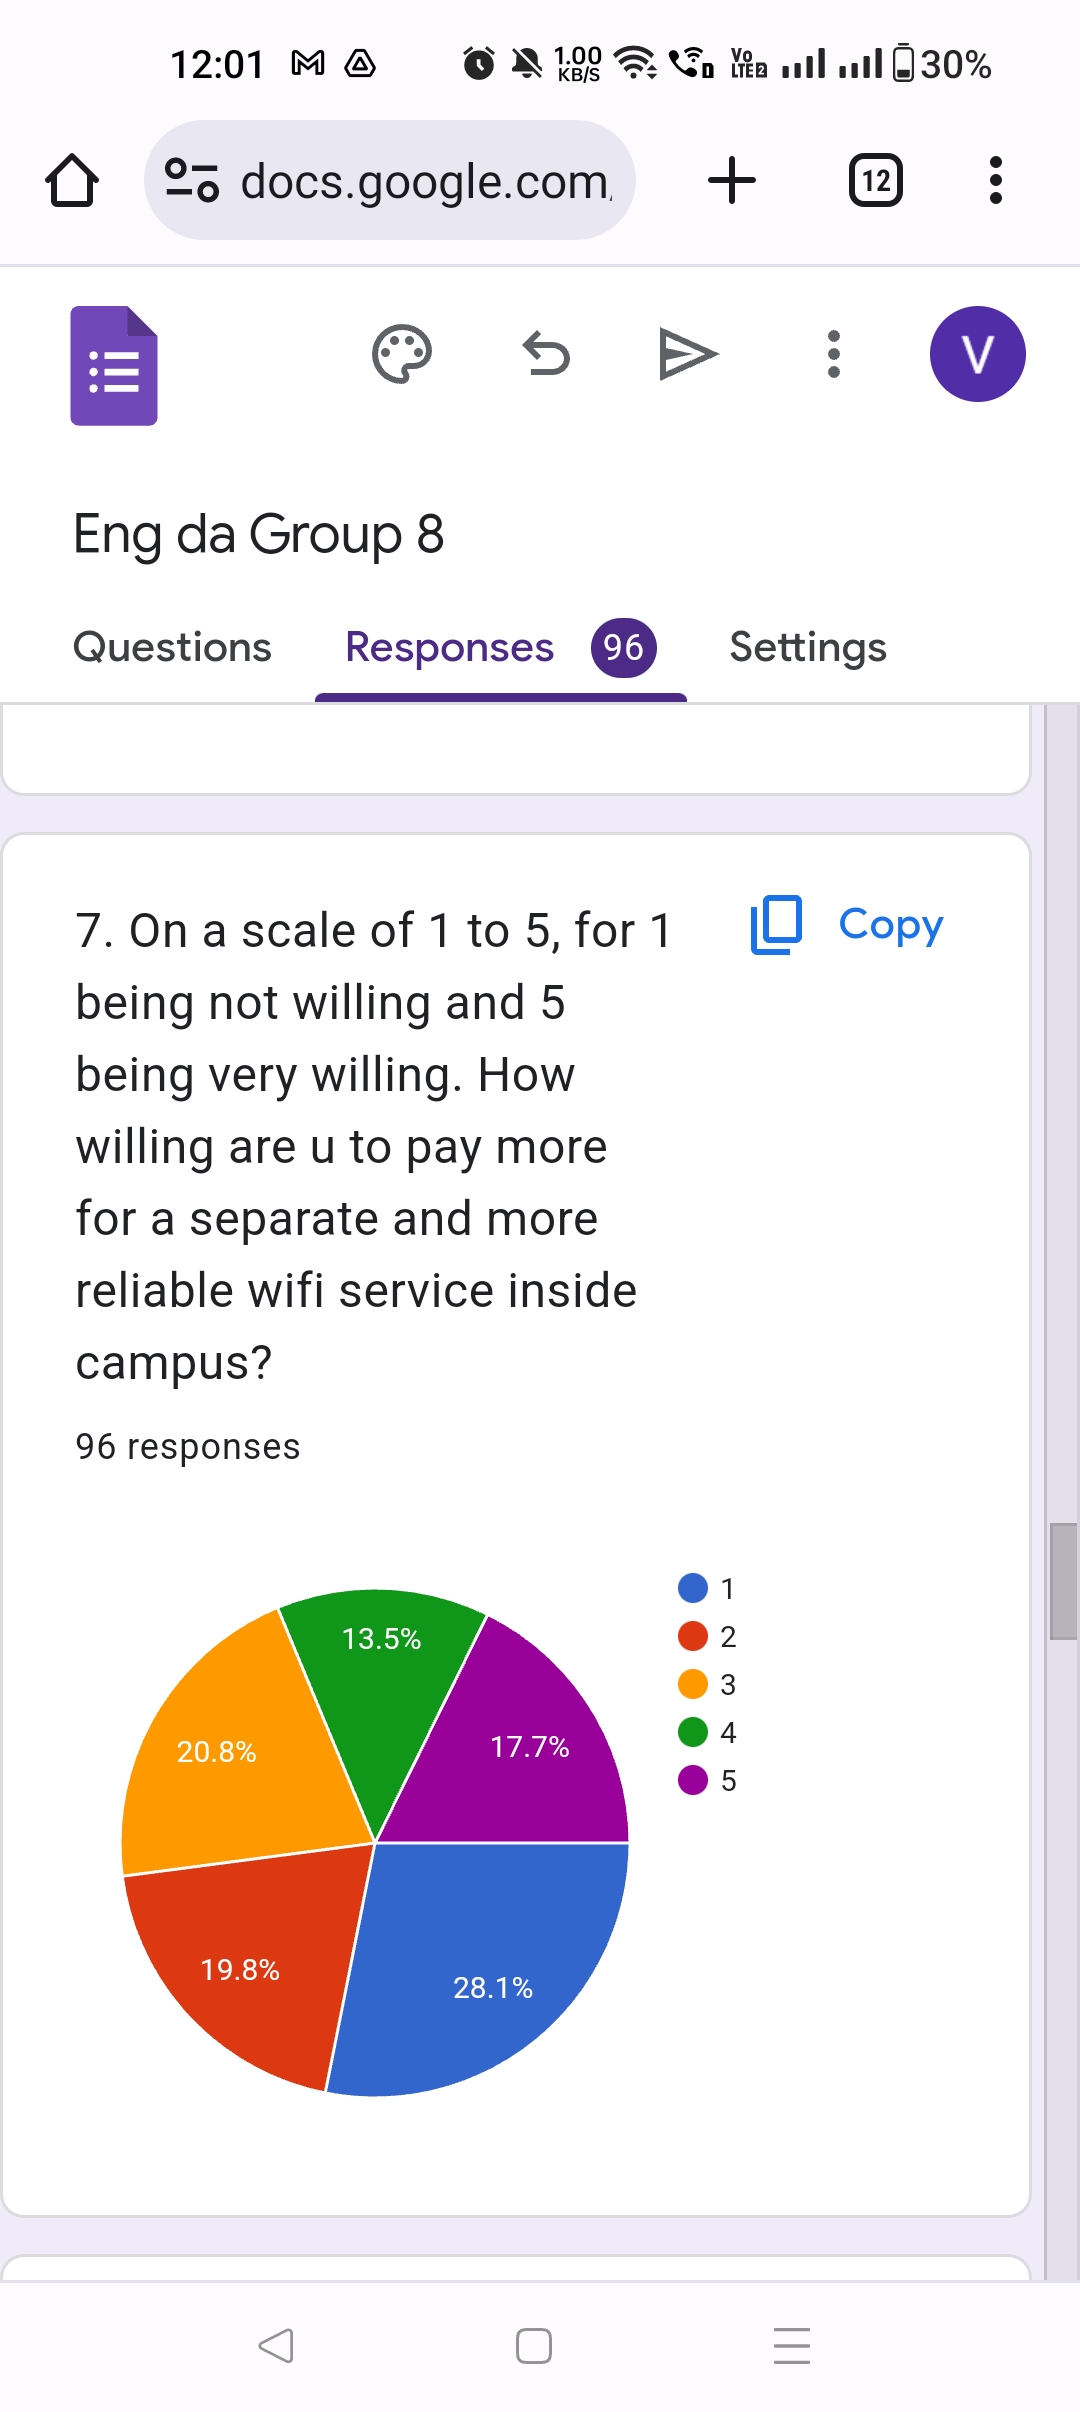 12:01 1.00 KB/S Vo LTE 2 30%
docs.google.com 12
V
Eng da Group 8
Questions Responses 96 Settings
7. On a scale of 1 to 5, for 1 Copy
being not willing and 5
being very willing. How
willing are u to pay more
for a separate and more
reliable wifi service inside
campus?
96 responses
1
2
3
4
5
13.5%
17.7%
20.8%
19.8%
28.1%